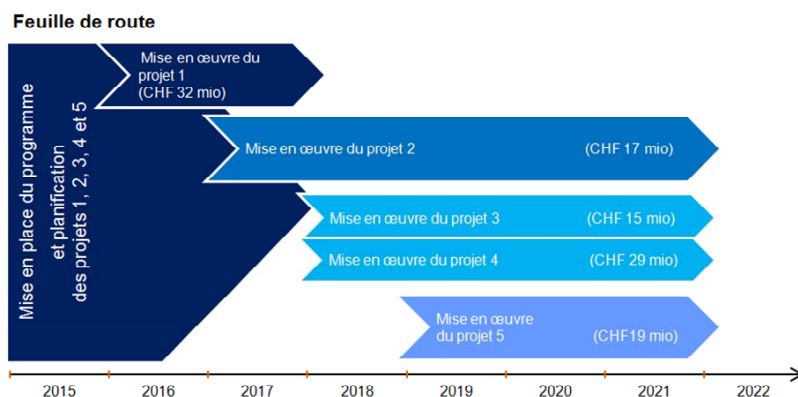 Feuille de route
Mise en place du programme
et planification
des projets 1, 2, 3, 4 et 5
Mise en œuvre du
projet 1
(CHF 32 mio)
Mise en œuvre du projet 2 (CHF 17 mio)
Mise en œuvre du projet 3 (CHF 15 mio)
Mise en œuvre du projet 4 (CHF 29 mio)
Mise en œuvre
du projet 5 (CHF19 mio)
2015 2016 2017 2018 2019 2020 2021 2022